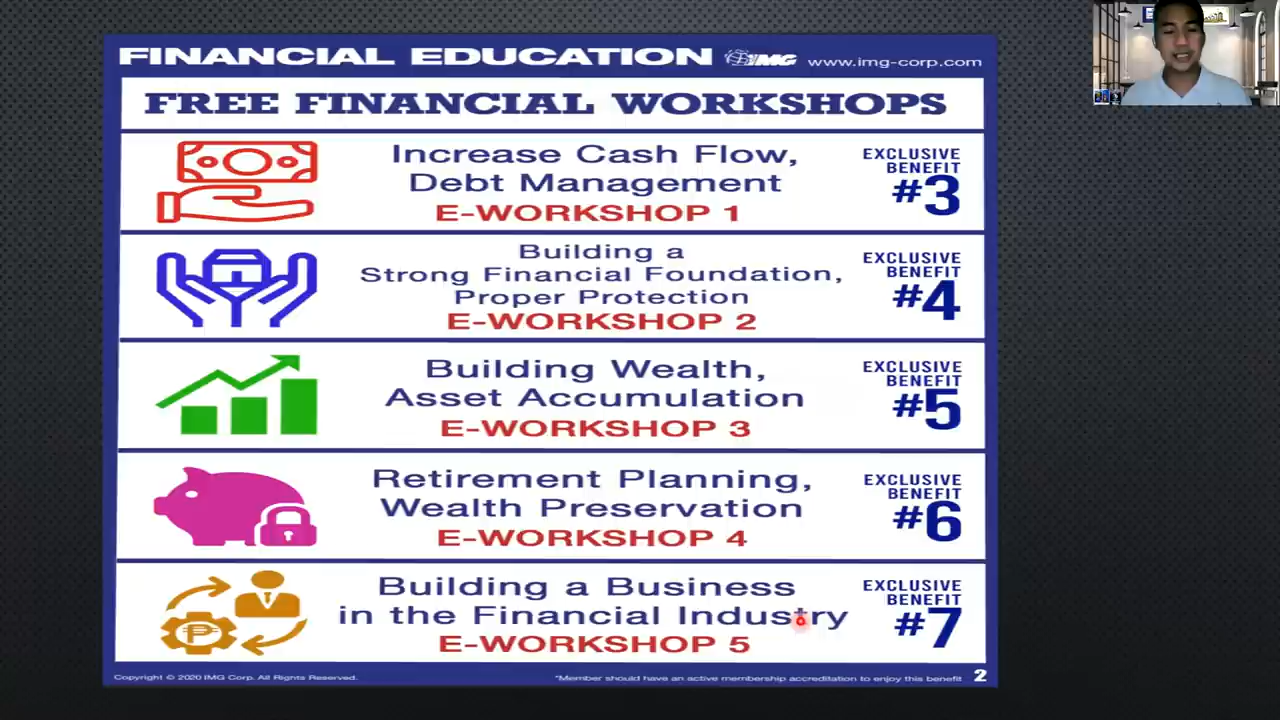 FINANCIAL EDUCATION IMG www.img-corp.com
FREE FINANCIAL WORKSHOPS
Increase Cash Flow,
Debt Management
E-WORKSHOP 1
EXCLUSIVE
BENEFIT
#3
Building a
Strong Financial Foundation,
Proper Protection
E-WORKSHOP 2
EXCLUSIVE
BENEFIT
#4
Building Wealth,
Asset Accumulation
E-WORKSHOP 3
EXCLUSIVE
BENEFIT
#5
Retirement Planning,
Wealth Preservation
E-WORKSHOP 4
EXCLUSIVE
BENEFIT
#6
₱
Building a Business
in the Financial Industry
E-WORKSHOP 5
EXCLUSIVE
BENEFIT
#7
Copyright © 2020 IMG Corp. All Rights Reserved. *Member should have an active membership accreditation to enjoy this benefit 2